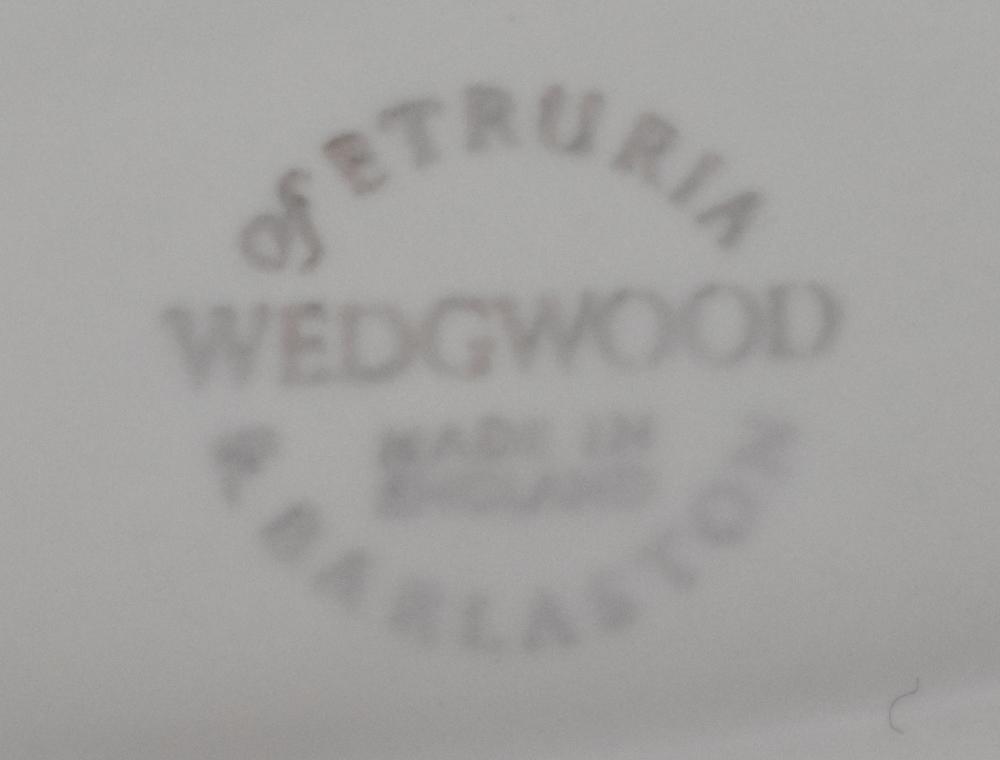 of ETRURIA
WEDGWOOD
MADE IN
ENGLAND
& BARLASTON